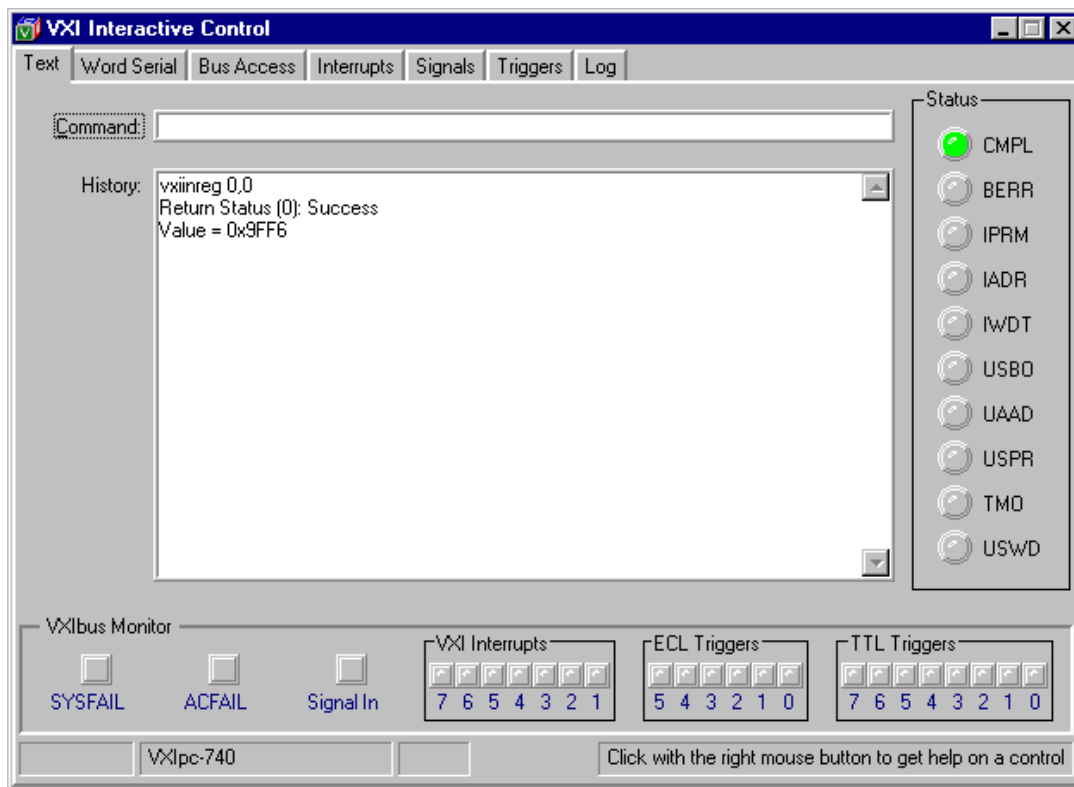 VXI Interactive Control
Text Word Serial Bus Access Interrupts Signals Triggers Log
Command:
History:
vxiinreg 0,0
Return Status (0): Success
Value = 0x9FF6
Status
CMPL
BERR
IPRM
IADR
IWDT
USBO
UAAD
USPR
TMO
USWD
VXIbus Monitor
SYSFAIL
ACFAIL
Signal In
VXI Interrupts
7 6 5 4 3 2 1
ECL Triggers
5 4 3 2 1 0
TTL Triggers
7 6 5 4 3 2 1 0
VXIpc-740
Click with the right mouse button to get help on a control